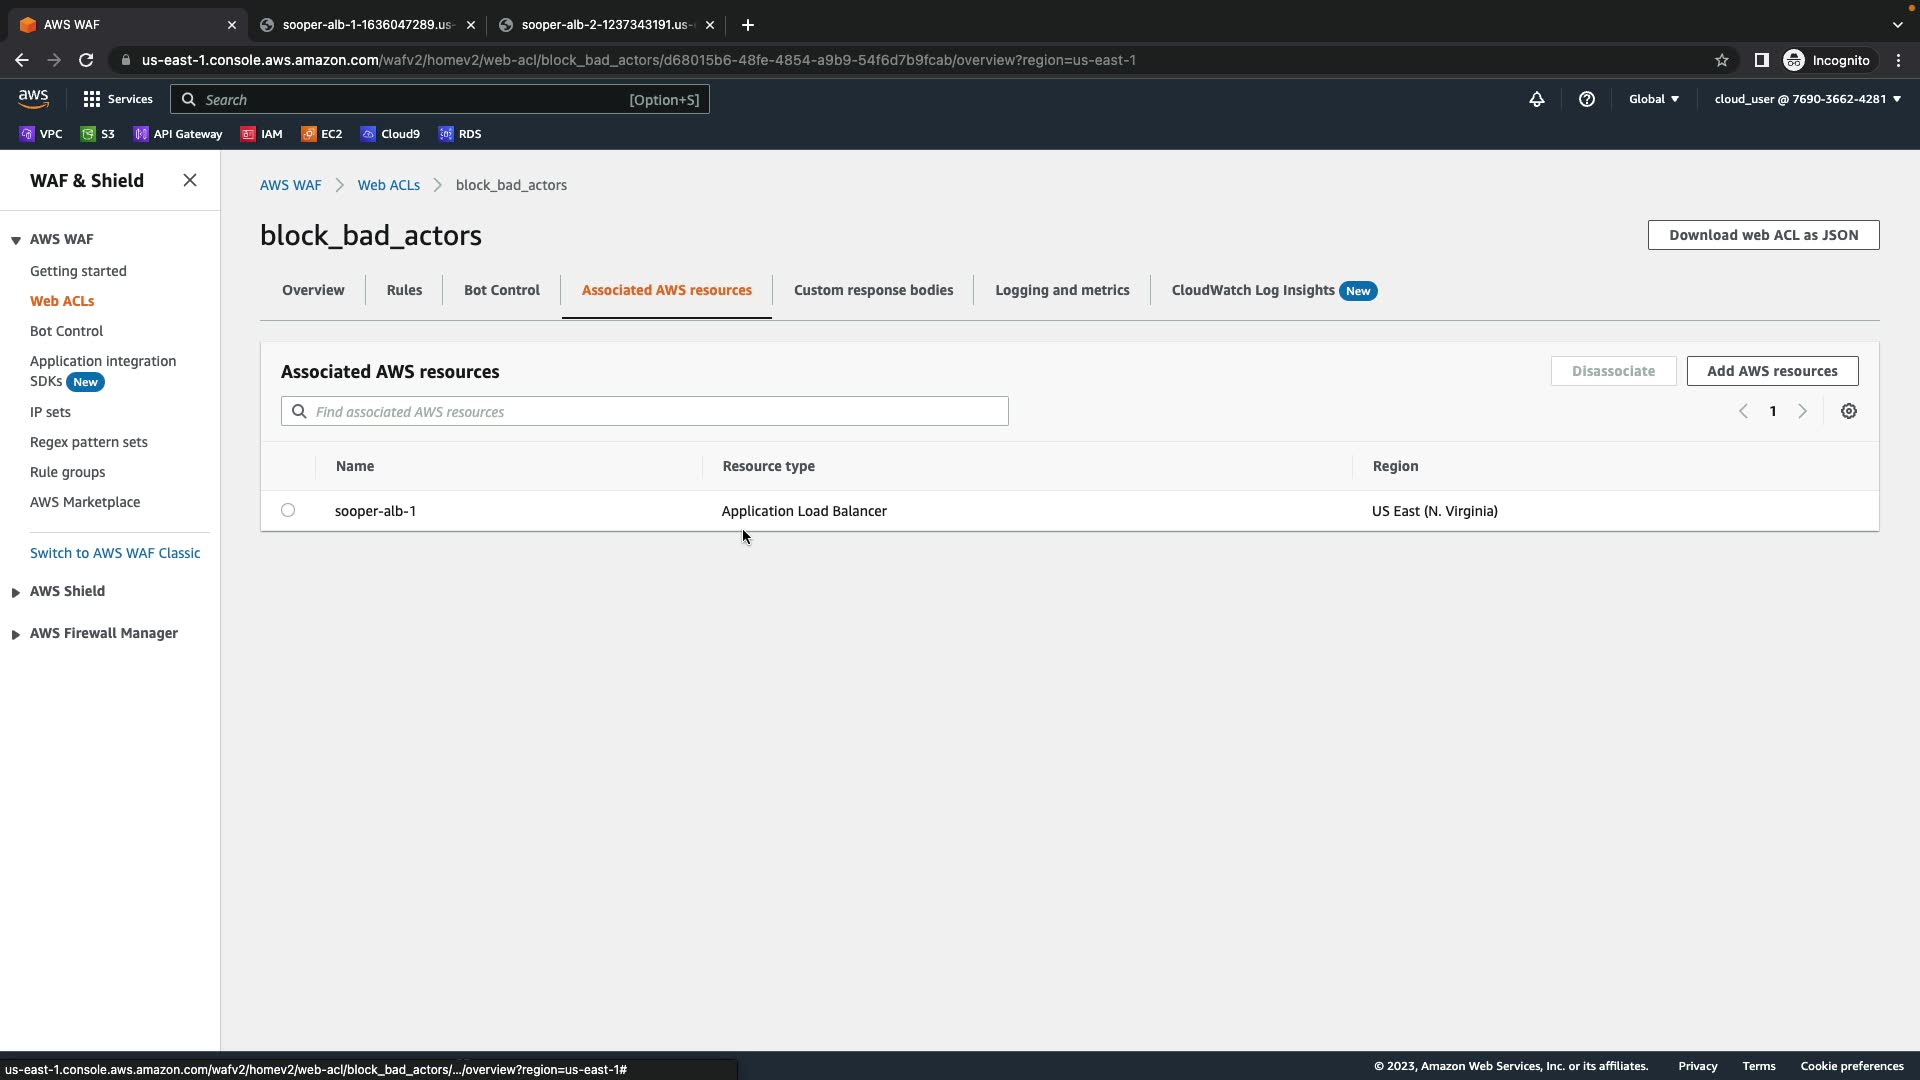 AWS WAF
sooper-alb-1-1636047289.us-
sooper-alb-2-1237343191.us-
us-east-1.console.aws.amazon.com/wafv2/homev2/web-acl/block_bad_actors/d68015b6-48fe-4854-a9b9-54f6d7b9fcab/overview?region=us-east-1
Incognito
aws
Services
Search
[Option+S]
Global
cloud_user @ 7690-3662-4281
VPC
S3
API Gateway
IAM
EC2
Cloud9
RDS
WAF & Shield
AWS WAF
Getting started
Web ACLs
Bot Control
Application integration
SDKs New
IP sets
Regex pattern sets
Rule groups
AWS Marketplace
Switch to AWS WAF Classic
AWS Shield
AWS Firewall Manager
AWS WAF > Web ACLs > block_bad_actors
block_bad_actors
Download web ACL as JSON
Overview
Rules
Bot Control
Associated AWS resources
Custom response bodies
Logging and metrics
CloudWatch Log Insights New
Associated AWS resources
Disassociate
Add AWS resources
Find associated AWS resources
1
Name
Resource type
Region
sooper-alb-1
Application Load Balancer
US East (N. Virginia)
us-east-1.console.aws.amazon.com/wafv2/homev2/web-acl/block_bad_actors/.../overview?region=us-east-1#
© 2023, Amazon Web Services, Inc. or its affiliates.
Privacy
Terms
Cookie preferences